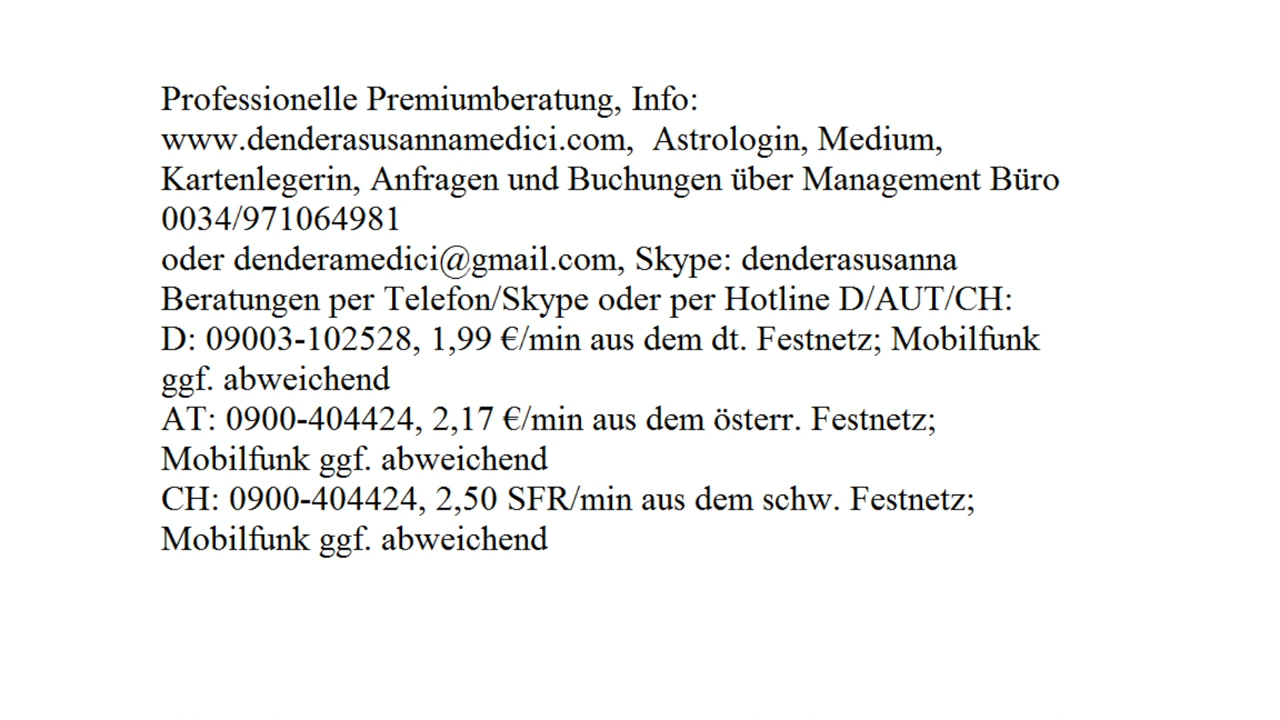 Professionelle Premiumberatung, Info:
www.denderasusannamedici.com,  Astrologin, Medium,
Kartenlegerin, Anfragen und Buchungen über Management Büro
0034/971064981
oder denderamedici@gmail.com, Skype: denderasusanna
Beratungen per Telefon/Skype oder per Hotline D/AUT/CH:
D: 09003-102528, 1,99 €/min aus dem dt. Festnetz; Mobilfunk
ggf. abweichend
AT: 0900-404424, 2,17 €/min aus dem österr. Festnetz;
Mobilfunk ggf. abweichend
CH: 0900-404424, 2,50 SFR/min aus dem schw. Festnetz;
Mobilfunk ggf. abweichend